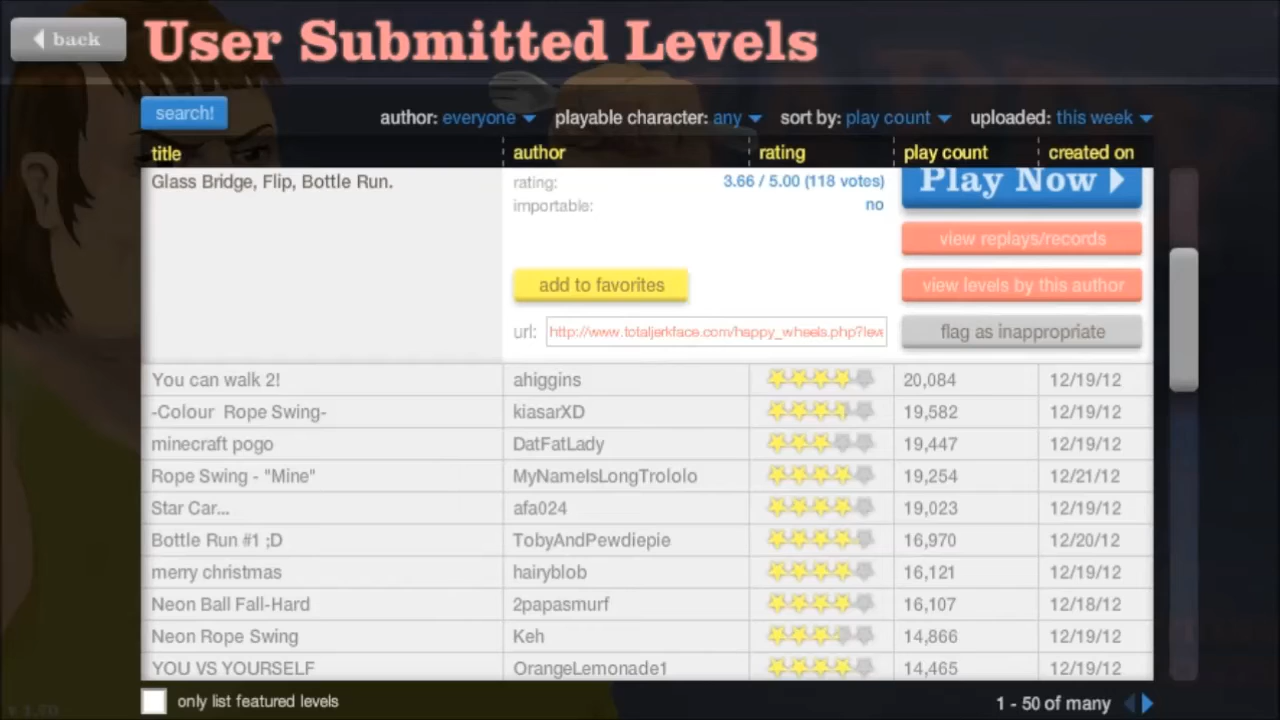 back
User Submitted Levels
search!
author: everyone playable character: any sort by: play count uploaded: this week
title author rating play count created on
Glass Bridge, Flip, Bottle Run. rating: 3.66 / 5.00 (118 votes) Play Now
importable: no
view replays/records
add to favorites view levels by this author
url: http://www.totaljerkface.com/happy_wheels.php?leve flag as inappropriate
You can walk 2! ahiggins 20,084 12/19/12
-Colour Rope Swing- kiasarXD 19,582 12/19/12
minecraft pogo DatFatLady 19,447 12/19/12
Rope Swing - "Mine" MyNameIsLongTrololo 19,254 12/21/12
Star Car... afa024 19,023 12/19/12
Bottle Run #1 ;D TobyAndPewdiepie 16,970 12/20/12
merry christmas hairyblob 16,121 12/19/12
Neon Ball Fall-Hard 2papasmurf 16,107 12/18/12
Neon Rope Swing Keh 14,866 12/19/12
YOU VS YOURSELF OrangeLemonade1 14,465 12/19/12
only list featured levels 1 - 50 of many